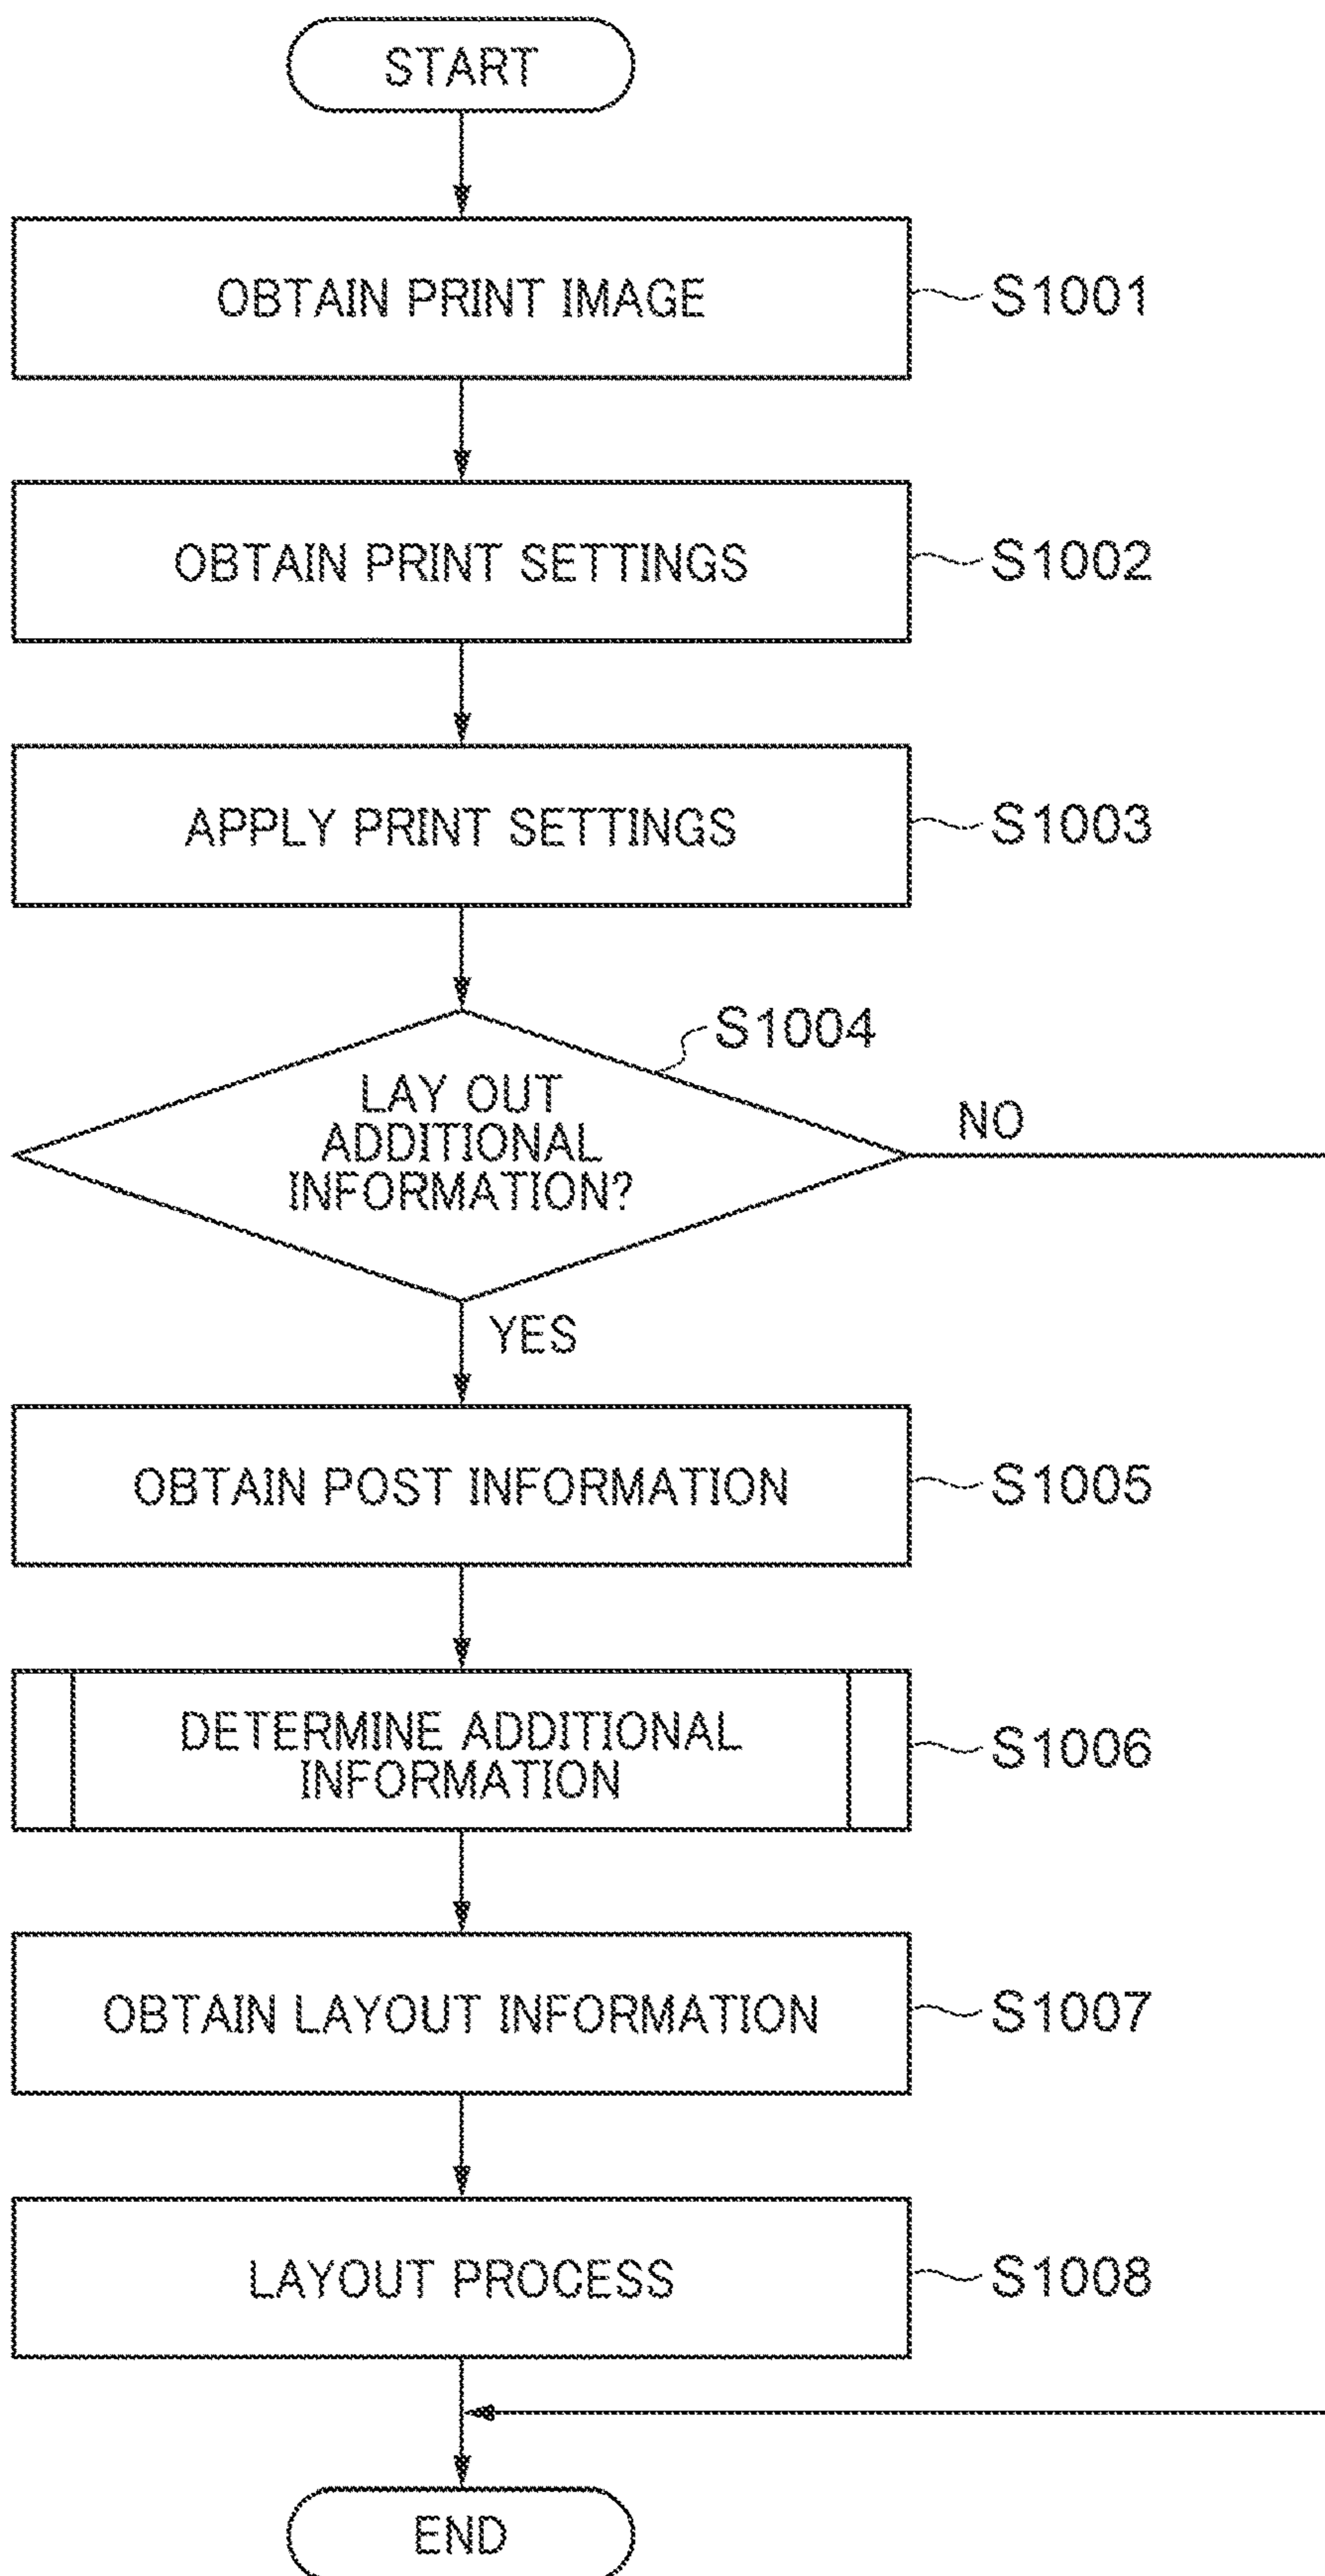 START
OBTAIN PRINT IMAGE
S1001
OBTAIN PRINT SETTINGS
S1002
APPLY PRINT SETTINGS
S1003
S1004
LAY OUT
ADDITIONAL
INFORMATION?
NO
YES
OBTAIN POST INFORMATION
S1005
DETERMINE ADDITIONAL
INFORMATION
S1006
OBTAIN LAYOUT INFORMATION
S1007
LAYOUT PROCESS
S1008
END